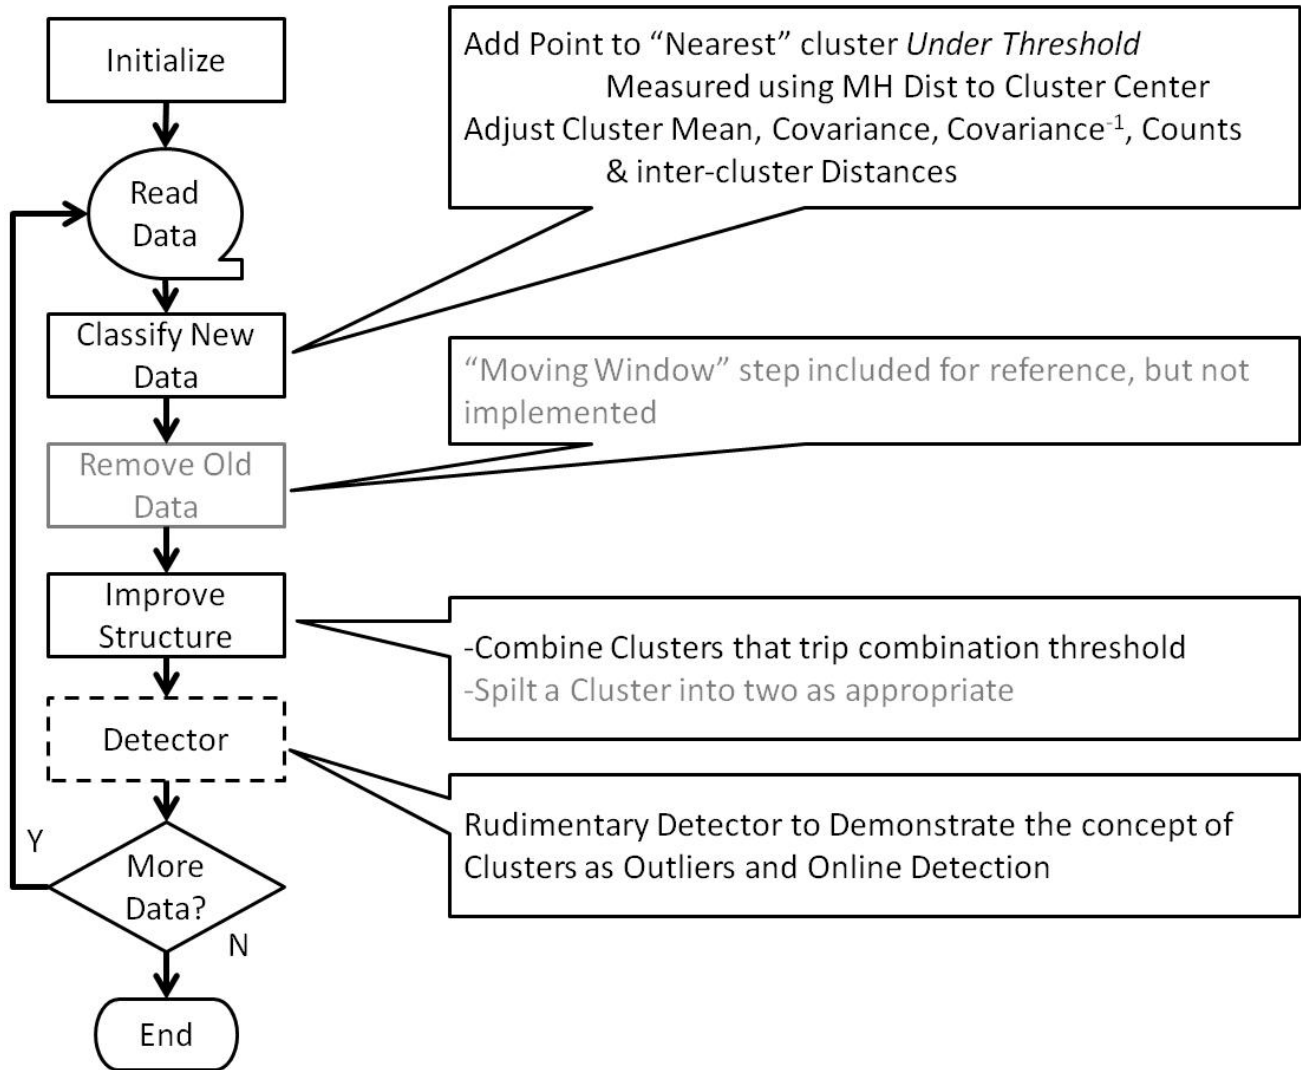 Initialize
Add Point to “Nearest” cluster Under Threshold
Measured using MH Dist to Cluster Center
Adjust Cluster Mean, Covariance, Covariance⁻¹, Counts
& inter-cluster Distances
Read
Data
Classify New
Data
“Moving Window” step included for reference, but not
implemented
Remove Old
Data
Improve
Structure
-Combine Clusters that trip combination threshold
-Spilt a Cluster into two as appropriate
Detector
Rudimentary Detector to Demonstrate the concept of
Clusters as Outliers and Online Detection
Y
More
Data?
N
End